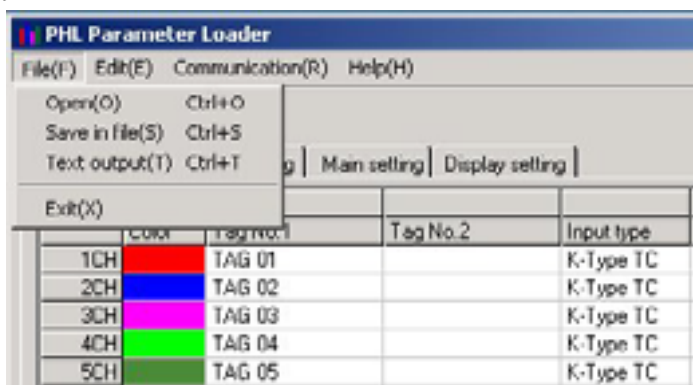 PHL Parameter Loader
File(F) Edit(E) Communication(R) Help(H)
Open(O) Ctrl+O
Save in file(S) Ctrl+S
Text output(T) Ctrl+T
Main setting Display setting
Exit(X)
Color Tag No.1 Tag No.2 Input type
1CH TAG 01 K-Type TC
2CH TAG 02 K-Type TC
3CH TAG 03 K-Type TC
4CH TAG 04 K-Type TC
5CH TAG 05 K-Type TC